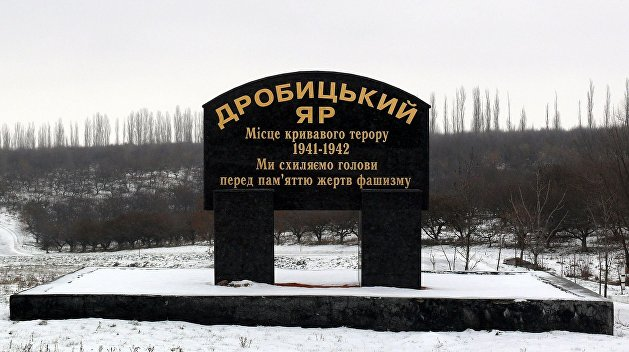 ДРОБИЦЬКИЙ
ЯР
Місце кривавого терору
1941-1942
Ми схиляємо голови
перед пам'яттю жертв фашизму